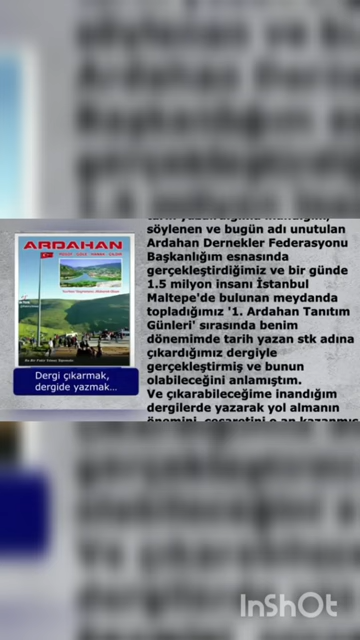 söylenen ve bugün adı unutulan
Ardahan Dernekler Federasyonu
Başkanlığım esnasında
gerçekleştirdiğimiz ve bir günde
1.5 milyon insanı İstanbul
Maltepe'de bulunan meydanda
topladığımız '1. Ardahan Tanıtım
Günleri' sırasında benim
dönemimde tarih yazan stk adına
çıkardığımız dergiyle
gerçekleştirmiş ve bunun
olabileceğini anlamıştım.
Ve çıkarabileceğime inandığım
dergilerde yazarak yol almanın
ARDAHAN
Dergi çıkarmak,
dergide yazmak...
InShOt